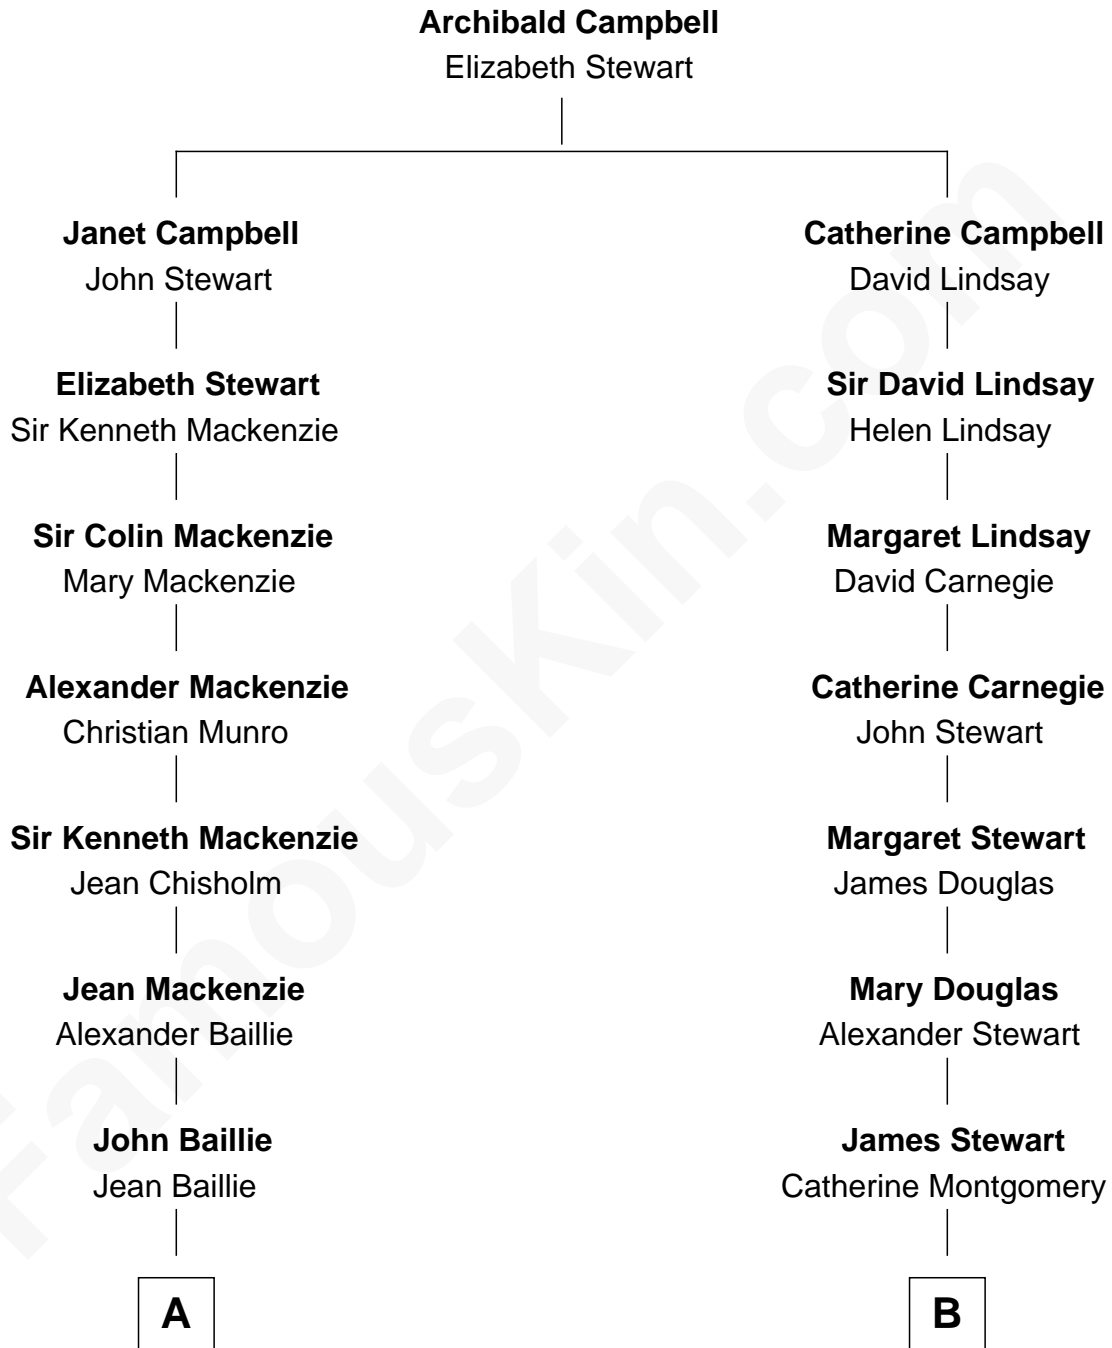 Archibald Campbell
Elizabeth Stewart
Janet Campbell
John Stewart
Catherine Campbell
David Lindsay
Elizabeth Stewart
Sir Kenneth Mackenzie
Sir David Lindsay
Helen Lindsay
Sir Colin Mackenzie
Mary Mackenzie
Margaret Lindsay
David Carnegie
Alexander Mackenzie
Christian Munro
Catherine Carnegie
John Stewart
Sir Kenneth Mackenzie
Jean Chisholm
Margaret Stewart
James Douglas
Jean Mackenzie
Alexander Baillie
Mary Douglas
Alexander Stewart
John Baillie
Jean Baillie
James Stewart
Catherine Montgomery
A
B
FamousKin.com